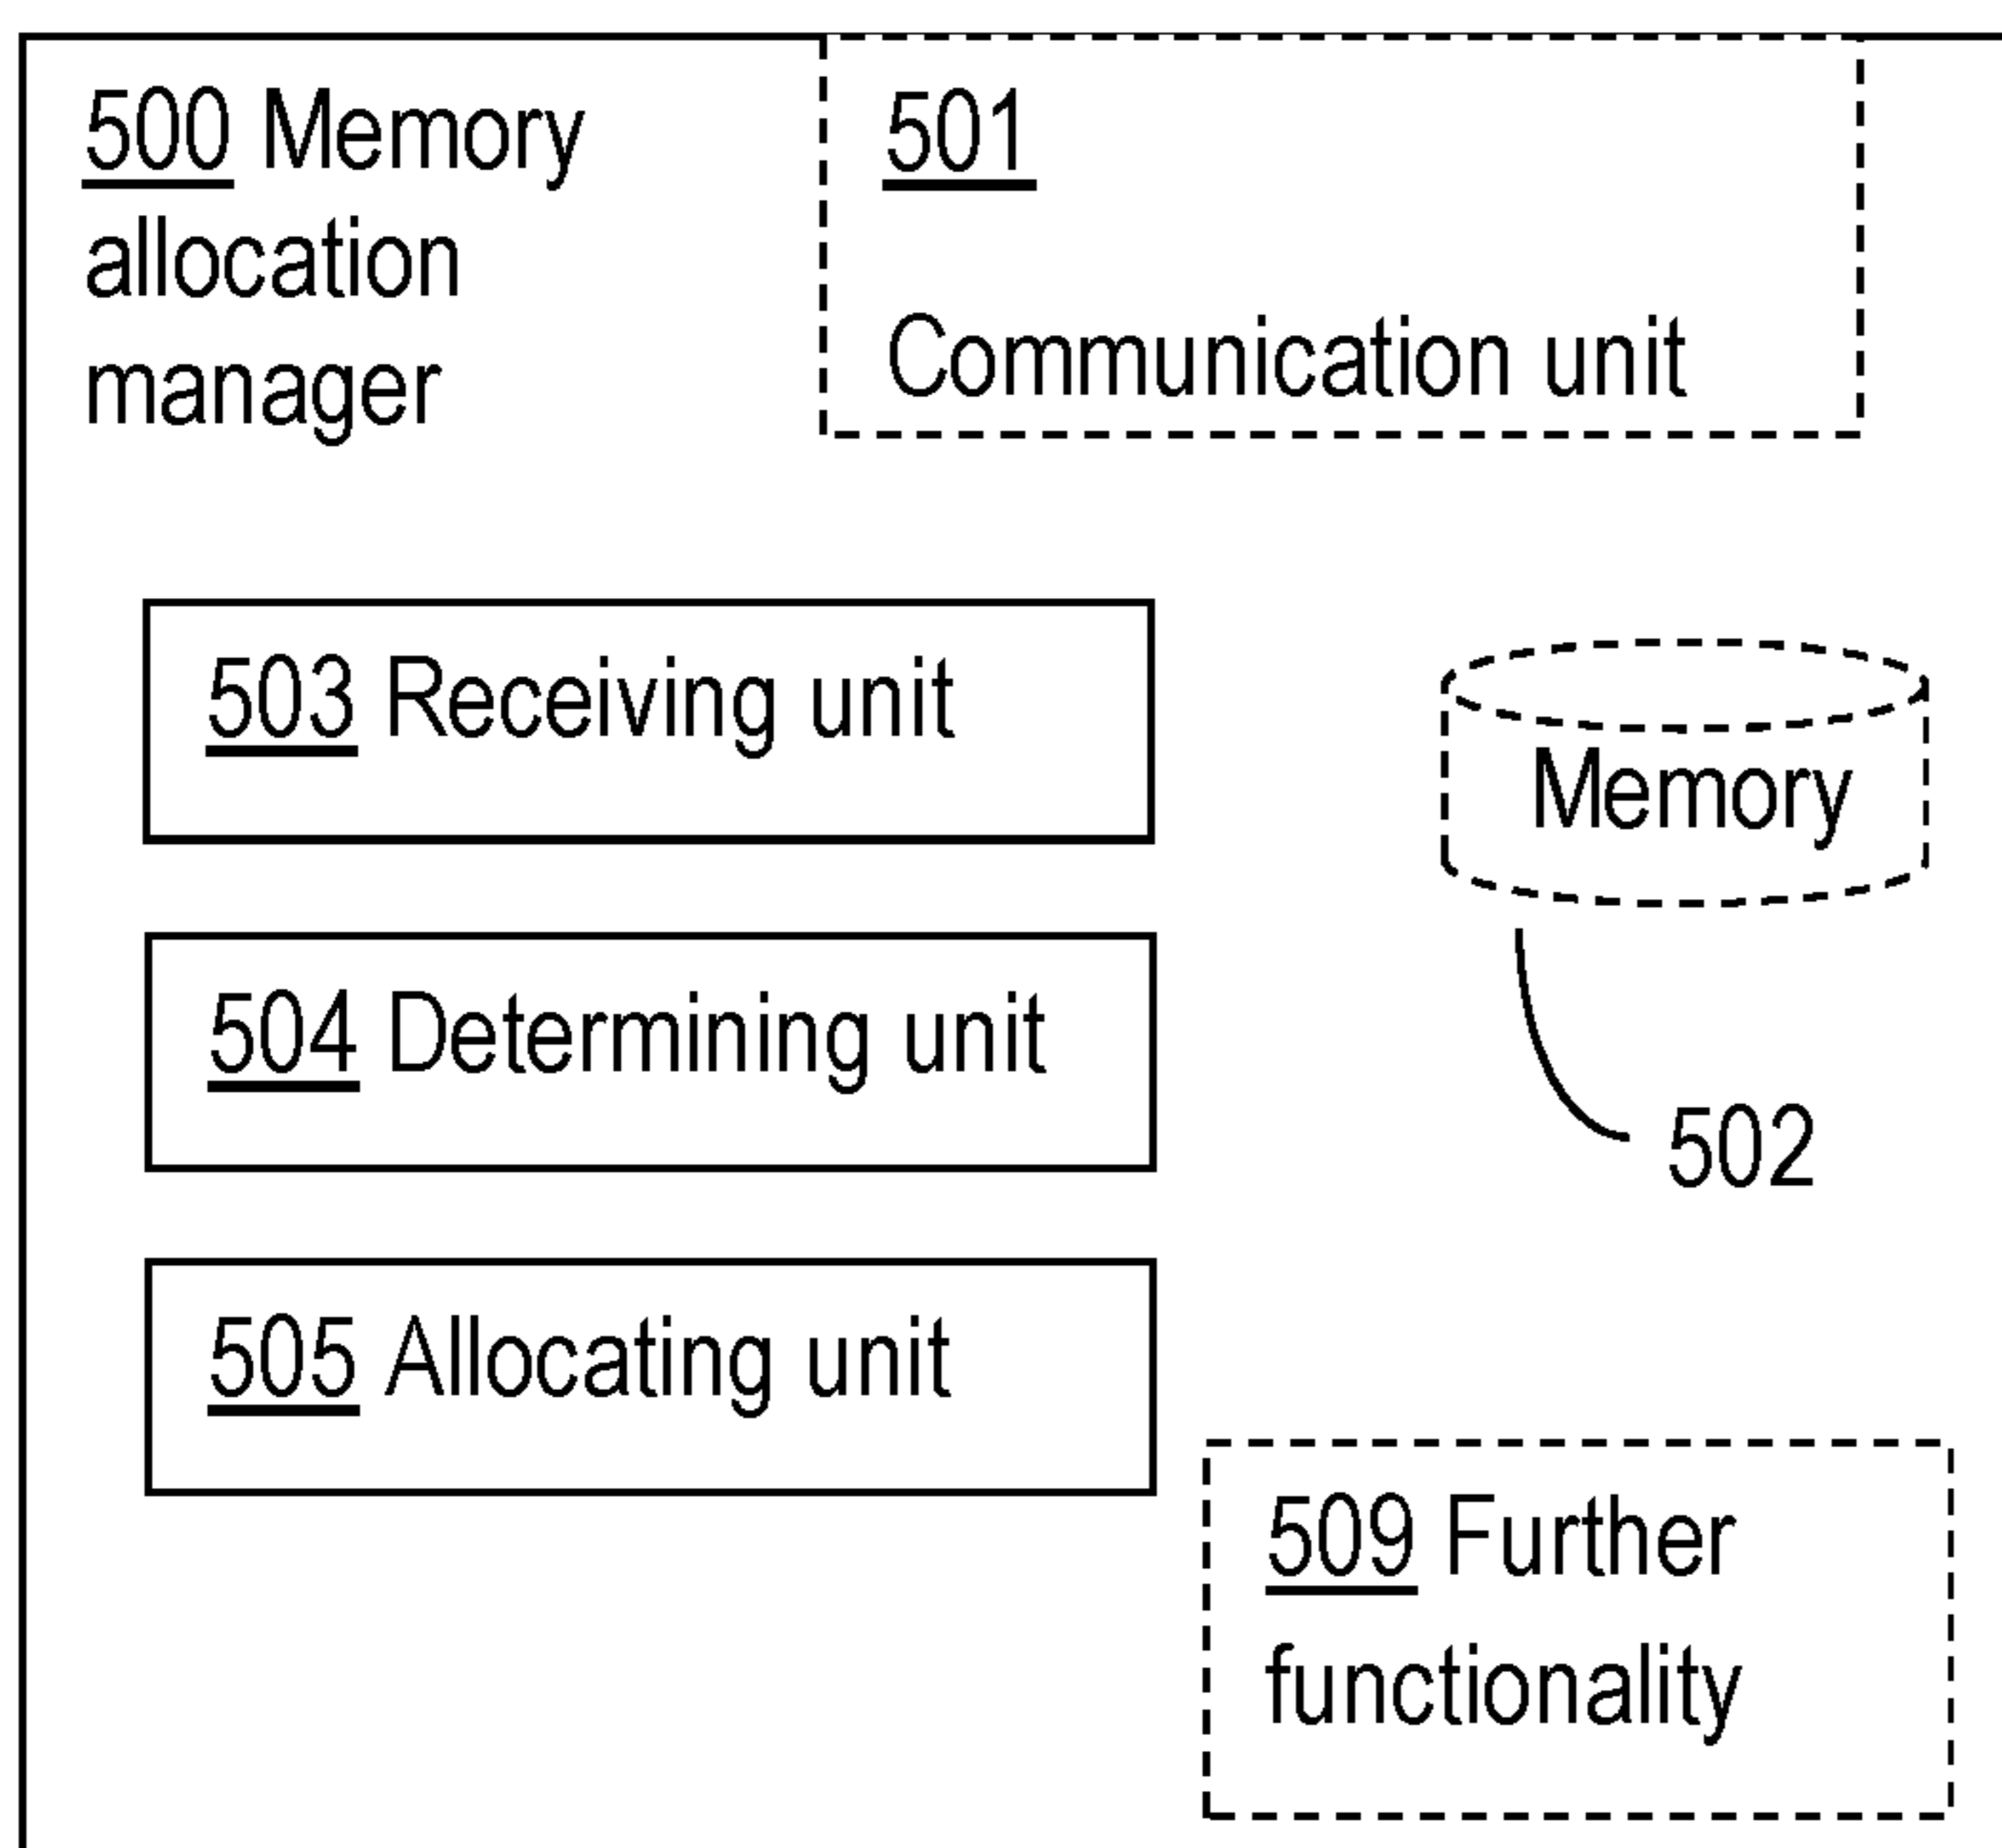 500 Memory
allocation
manager
501
Communication unit
503 Receiving unit
Memory
504 Determining unit
502
505 Allocating unit
509 Further
functionality